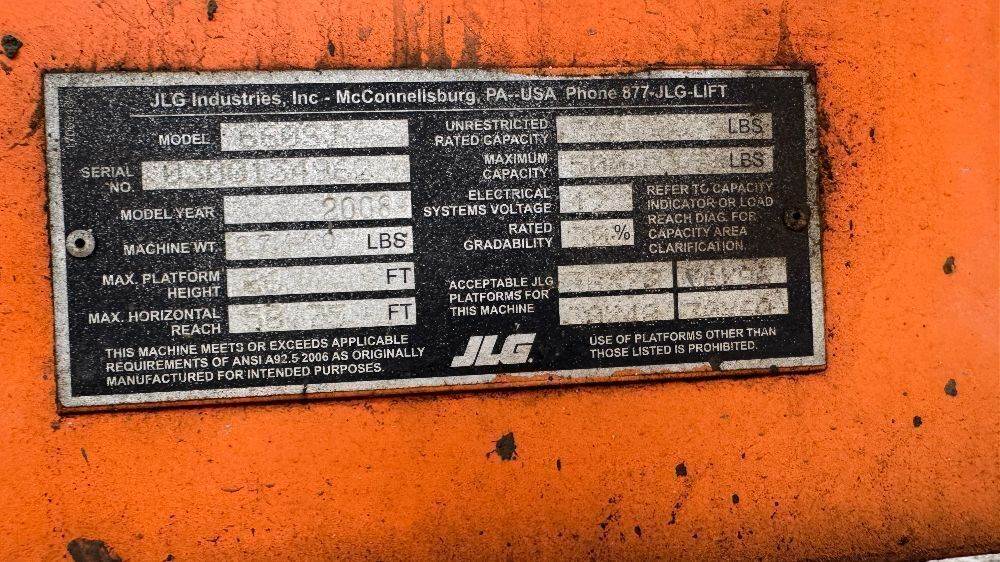 JLG Industries, Inc - McConnellsburg, PA--USA Phone 877-JLG-LIFT
MODEL
SERIAL
NO.
MODEL YEAR 2008
MACHINE WT. LBS
MAX. PLATFORM
HEIGHT FT
MAX. HORIZONTAL
REACH FT
THIS MACHINE MEETS OR EXCEEDS APPLICABLE
REQUIREMENTS OF ANSI A92.5 2006 AS ORIGINALLY
MANUFACTURED FOR INTENDED PURPOSES.
UNRESTRICTED
RATED CAPACITY LBS
MAXIMUM
CAPACITY LBS
ELECTRICAL
SYSTEMS VOLTAGE 12
RATED
GRADABILITY %
REFER TO CAPACITY
INDICATOR OR LOAD
REACH DIAG. FOR
CAPACITY AREA
CLARIFICATION.
ACCEPTABLE JLG
PLATFORMS FOR
THIS MACHINE
JLG
USE OF PLATFORMS OTHER THAN
THOSE LISTED IS PROHIBITED.